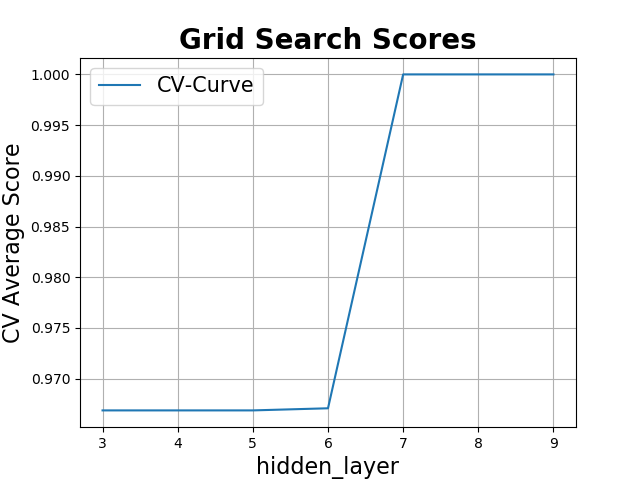 Grid Search Scores
CV-Curve
CV Average Score
1.000
0.995
0.990
0.985
0.980
0.975
0.970
3 4 5 6 7 8 9
hidden_layer